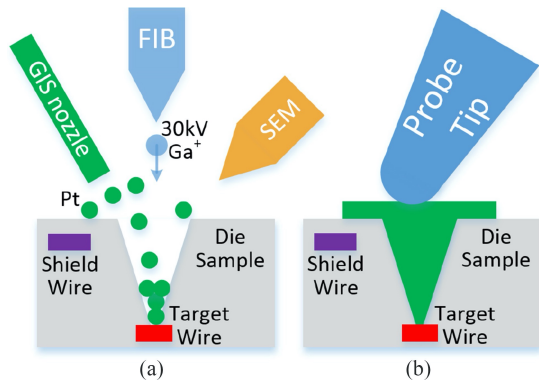 GIS nozzle
FIB
30kV
Ga+
SEM
Pt
Shield
Wire
Die
Sample
Target
Wire
(a)
Probe
Tip
Shield
Wire
Die
Sample
Target
Wire
(b)